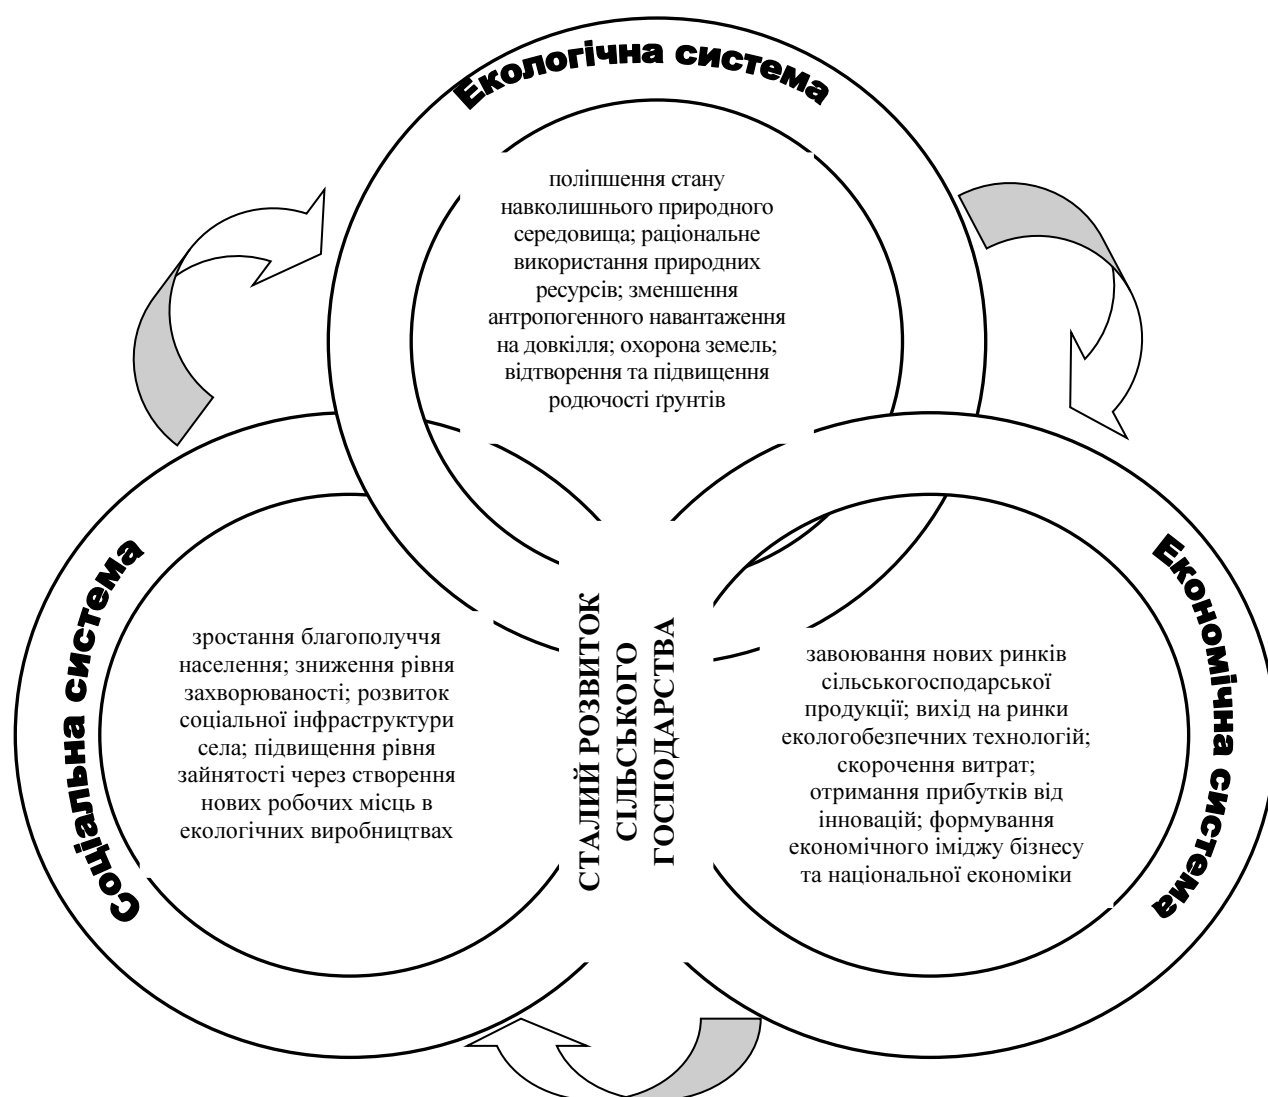 Екологічна система
поліпшення стану
навколишнього природного
середовища; раціональне
використання природних
ресурсів; зменшення
антропогенного навантаження
на довкілля; охорона земель;
відтворення та підвищення
родючості ґрунтів
Соціальна система
зростання благополуччя
населення; зниження рівня
захворюваності; розвиток
соціальної інфраструктури
села; підвищення рівня
зайнятості через створення
нових робочих місць в
екологічних виробництвах
СТАЛИЙ РОЗВИТОК
СІЛЬСЬКОГО
ГОСПОДАРСТВА
завоювання нових ринків
сільськогосподарської
продукції; вихід на ринки
екологобезпечних технологій;
скорочення витрат;
отримання прибутків від
інновацій; формування
економічного іміджу бізнесу
та національної економіки
Економічна система